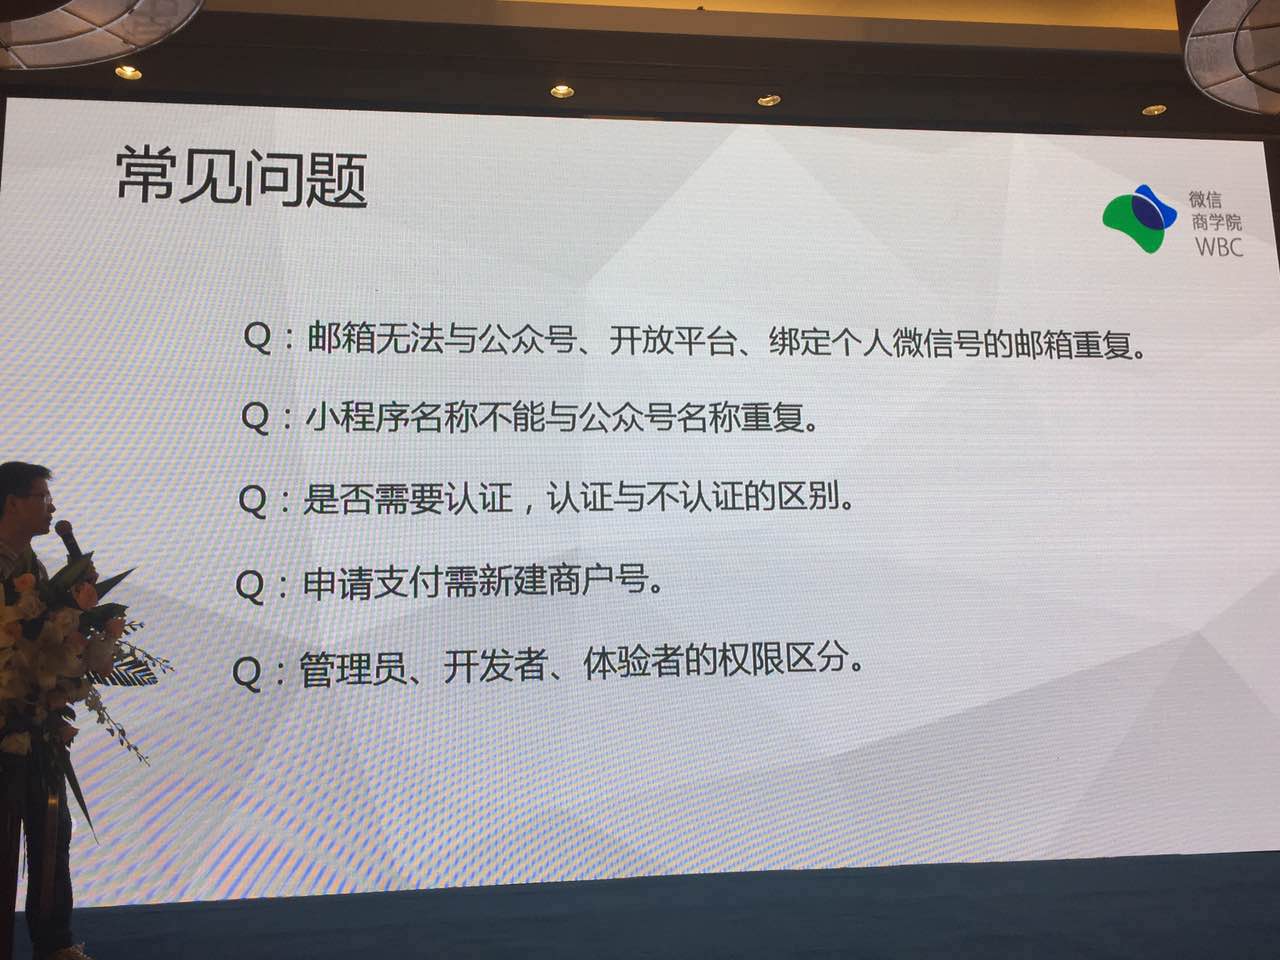 常见问题
微信
商学院
WBC
Q：邮箱无法与公众号、开放平台、绑定个人微信号的邮箱重复。
Q：小程序名称不能与公众号名称重复。
Q：是否需要认证，认证与不认证的区别。
Q：申请支付需新建商户号。
Q：管理员、开发者、体验者的权限区分。